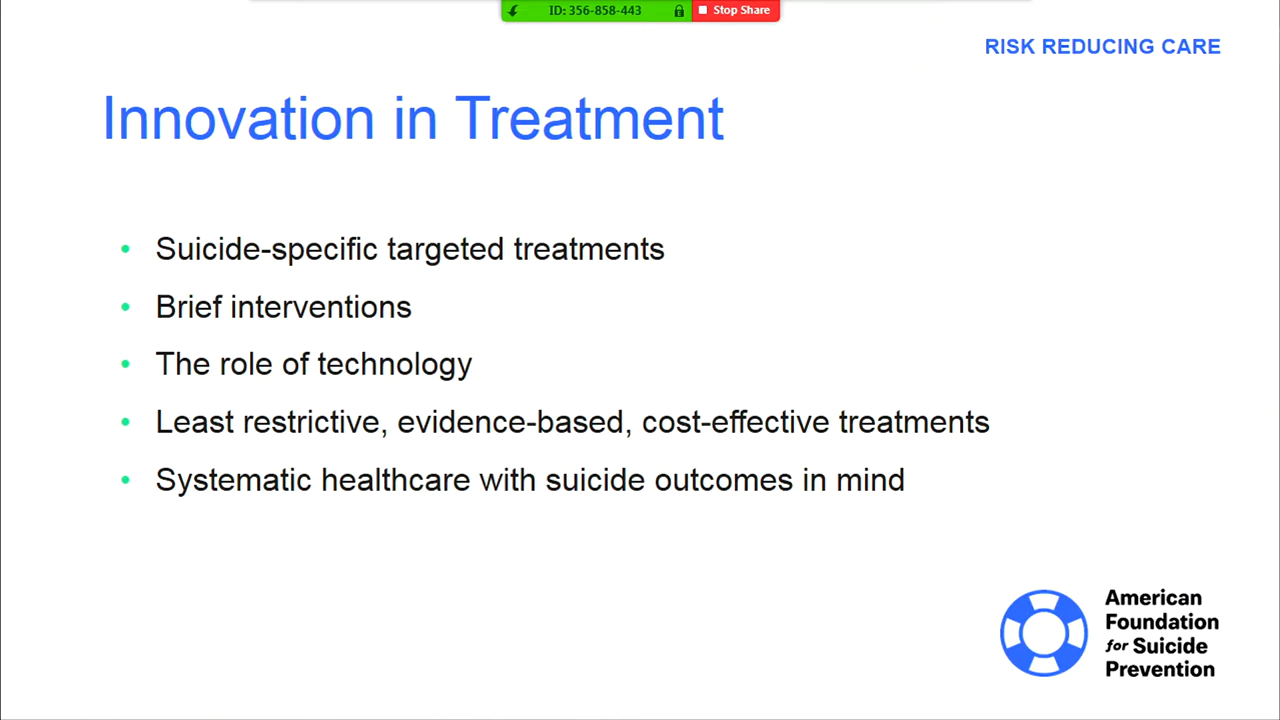 ID: 356-858-443
Stop Share
RISK REDUCING CARE
Innovation in Treatment
• Suicide-specific targeted treatments
• Brief interventions
• The role of technology
• Least restrictive, evidence-based, cost-effective treatments
• Systematic healthcare with suicide outcomes in mind
American
Foundation
for Suicide
Prevention